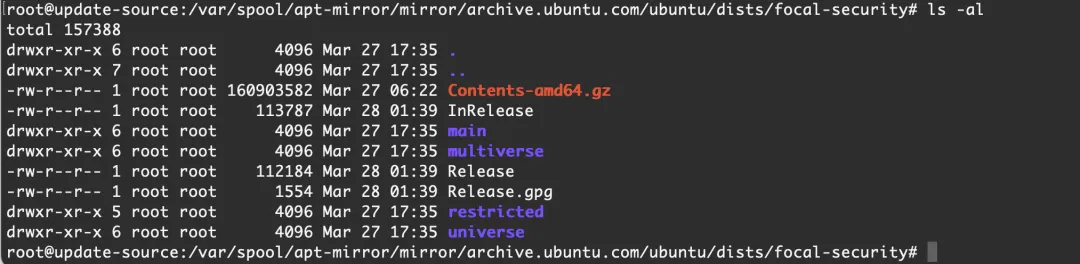 root@update-source:/var/spool/apt-mirror/mirror/archive.ubuntu.com/ubuntu/dists/focal-security# ls -al
total 157388
drwxr-xr-x 6 root root      4096 Mar 27 17:35 .
drwxr-xr-x 7 root root      4096 Mar 27 17:35 ..
-rw-r--r-- 1 root root 160903582 Mar 27 06:22 Contents-amd64.gz
-rw-r--r-- 1 root root    113787 Mar 28 01:39 InRelease
drwxr-xr-x 6 root root      4096 Mar 27 17:35 main
drwxr-xr-x 6 root root      4096 Mar 27 17:35 multiverse
-rw-r--r-- 1 root root    112184 Mar 28 01:39 Release
-rw-r--r-- 1 root root      1554 Mar 28 01:39 Release.gpg
drwxr-xr-x 5 root root      4096 Mar 27 17:35 restricted
drwxr-xr-x 6 root root      4096 Mar 27 17:35 universe
root@update-source:/var/spool/apt-mirror/mirror/archive.ubuntu.com/ubuntu/dists/focal-security#